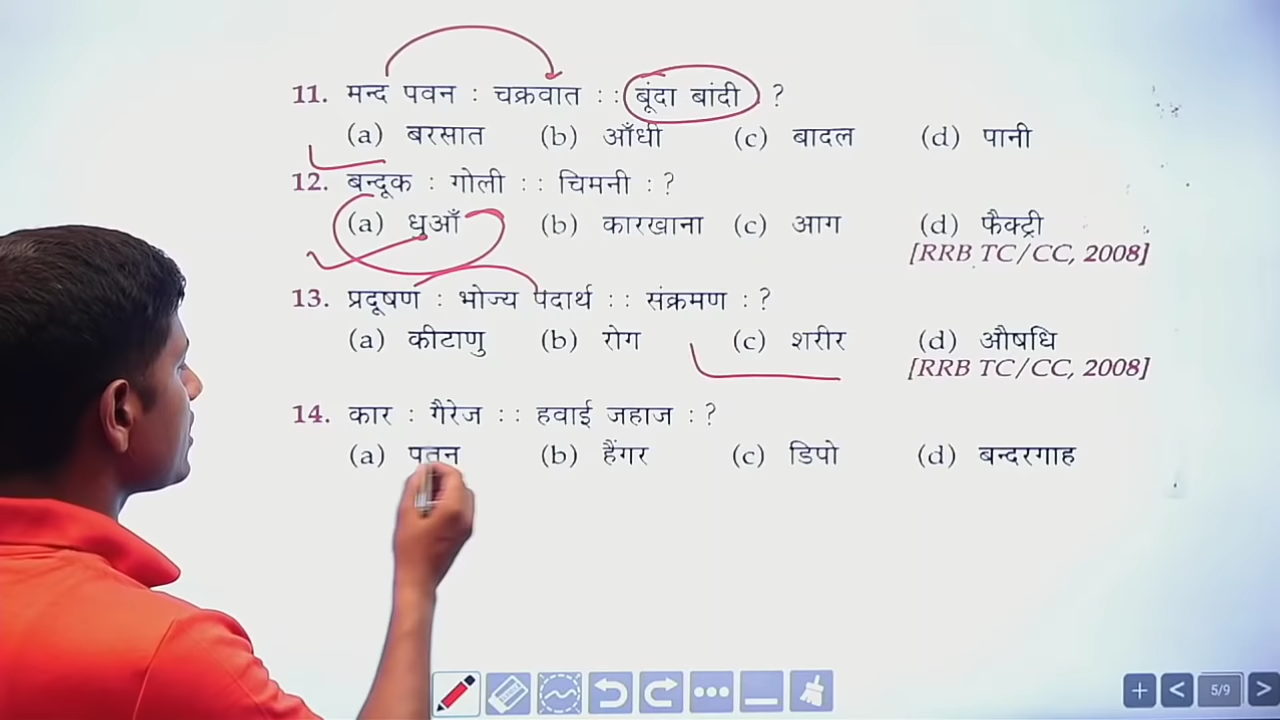 11. मन्द पवन : चक्रवात : : बूंदा बांदी : ?
(a) बरसात (b) आँधी (c) बादल (d) पानी
12. बन्दूक : गोली : : चिमनी : ?
(a) धुआँ (b) कारखाना (c) आग (d) फैक्ट्री
[RRB TC/CC, 2008]
13. प्रदूषण : भोज्य पदार्थ : : संक्रमण : ?
(a) कीटाणु (b) रोग (c) शरीर (d) औषधि
[RRB TC/CC, 2008]
14. कार : गैरेज : : हवाई जहाज : ?
(a) पतन (b) हैंगर (c) डिपो (d) बन्दरगाह
5/9